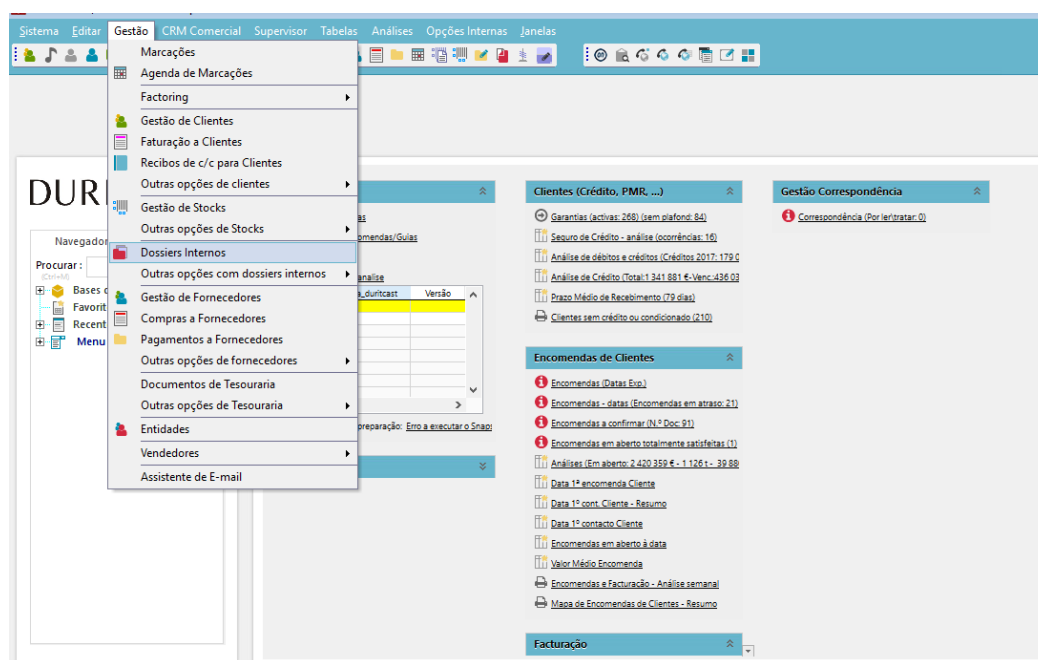 Sistema Editar Gestão CRM Comercial Supervisor Tabelas Análises Opções Internas Janelas
Marcações
Agenda de Marcações
Factoring
Gestão de Clientes
Faturação a Clientes
Recibos de c/c para Clientes
Outras opções de clientes
Gestão de Stocks
Outras opções de Stocks
Dossiers Internos
Outras opções com dossiers internos
Gestão de Fornecedores
Compras a Fornecedores
Pagamentos a Fornecedores
Outras opções de fornecedores
Documentos de Tesouraria
Outras opções de Tesouraria
Entidades
Vendedores
Assistente de E-mail
DURI
Navegador
Procurar :
(Ctrl+M)
Bases d
Favorit
Recent
Menu
as
omendas/Guias
analise
a_duritcast Versão
preparação: Erro a executar o Snaps
Clientes (Crédito, PMR, ...)
Garantias (activas: 268) (sem plafond: 84)
Seguro de Crédito - análise (ocorrências: 16)
Análise de débitos e créditos (Créditos 2017: 179 0
Análise de Crédito (Total:1 341 881 €-Venc.:436 03
Prazo Médio de Recebimento (79 dias)
Clientes sem crédito ou condicionado (210)
Encomendas de Clientes
Encomendas (Datas Exp.)
Encomendas - datas (Encomendas em atraso: 21)
Encomendas a confirmar (N.º Doc: 91)
Encomendas em aberto totalmente satisfeitas (1)
Análises (Em aberto: 2 420 359 € - 1 126 t - 39 88
Data 1ª encomenda Cliente
Data 1º cont. Cliente - Resumo
Data 1º contacto Cliente
Encomendas em aberto à data
Valor Médio Encomenda
Encomendas e Facturação - Análise semanal
Mapa de Encomendas de Clientes - Resumo
Facturação
Gestão Correspondência
Correspondência (Por ler\tratar: 0)